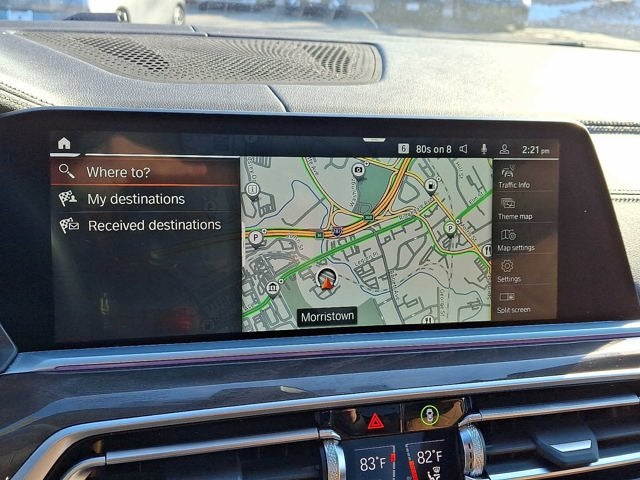 6 80s on 8 2:21 pm
Where to?
My destinations
Received destinations
Traffic Info
Theme map
Map settings
Settings
Split screen
P
P
Morristown
83°F
82°F